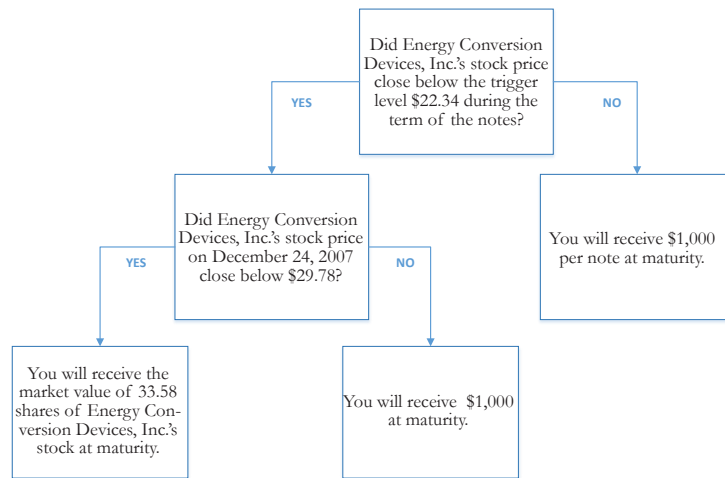 Did Energy Conversion
Devices, Inc.'s stock price
close below the trigger
level $22.34 during the
term of the notes?
YES
NO
Did Energy Conversion
Devices, Inc.'s stock price
on December 24, 2007
close below $29.78?
You will receive $1,000
per note at maturity.
YES
NO
You will receive the
market value of 33.58
shares of Energy Con-
version Devices, Inc.'s
stock at maturity.
You will receive $1,000
at maturity.